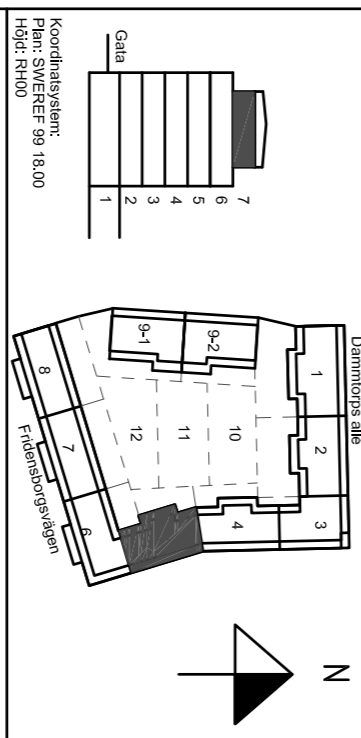 Gata
1
2
3
4
5
6
7
Koordinatsystem:
Plan: SWEREF 99 18.00
Höjd: RH00
Dammtorps alle
1
2
3
4
9-2
9-1
10
11
12
8
7
6
Fridensborgsvägen
N